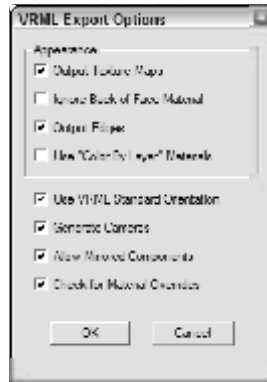 VRML Export Options
Appearance
Output Texture Maps
Ignore Back of Face Material
Output Edges
Use "Color By Layer" Materials
Use VRML Standard Orientation
Generate Cameras
Allow Mirrored Components
Check for Material Overrides
OK
Cancel